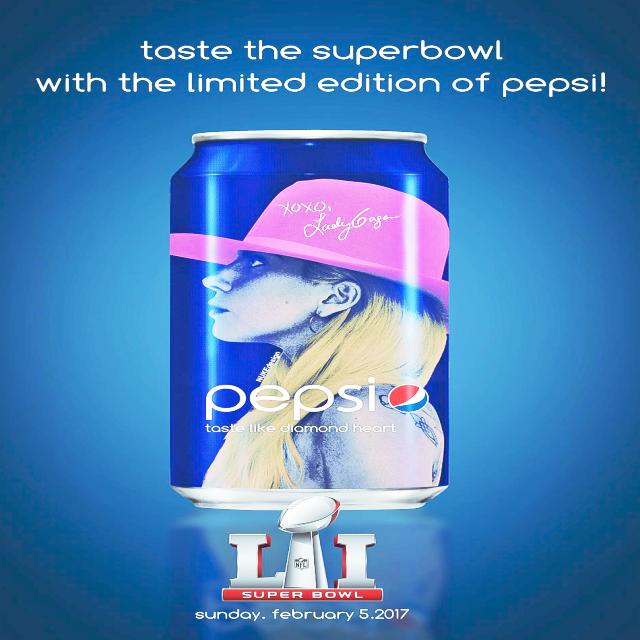 taste the superbowl
with the limited edition of pepsi!
xoxo,
Lady Gaga
pepsi
taste like diamond heart
LI
NFL
SUPER BOWL
sunday. february 5.2017